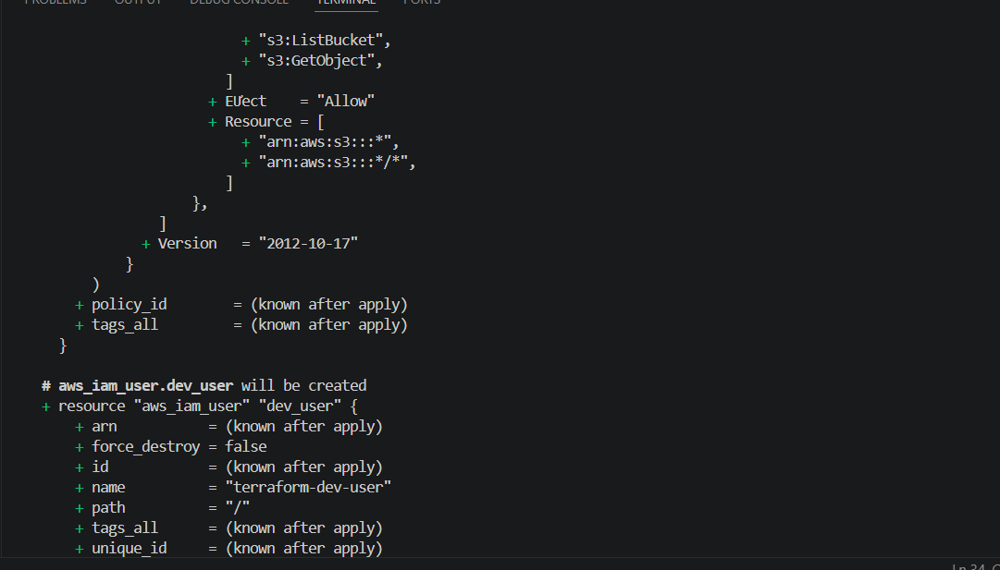 PROBLEMS OUTPUT DEBUG CONSOLE TERMINAL PORTS
+ "s3:ListBucket",
+ "s3:GetObject",
]
+ Effect = "Allow"
+ Resource = [
+ "arn:aws:s3:::*",
+ "arn:aws:s3:::*/*",
]
},
]
+ Version = "2012-10-17"
}
)
+ policy_id = (known after apply)
+ tags_all = (known after apply)
}
# aws_iam_user.dev_user will be created
+ resource "aws_iam_user" "dev_user" {
+ arn = (known after apply)
+ force_destroy = false
+ id = (known after apply)
+ name = "terraform-dev-user"
+ path = "/"
+ tags_all = (known after apply)
+ unique_id = (known after apply)
Ln 34,